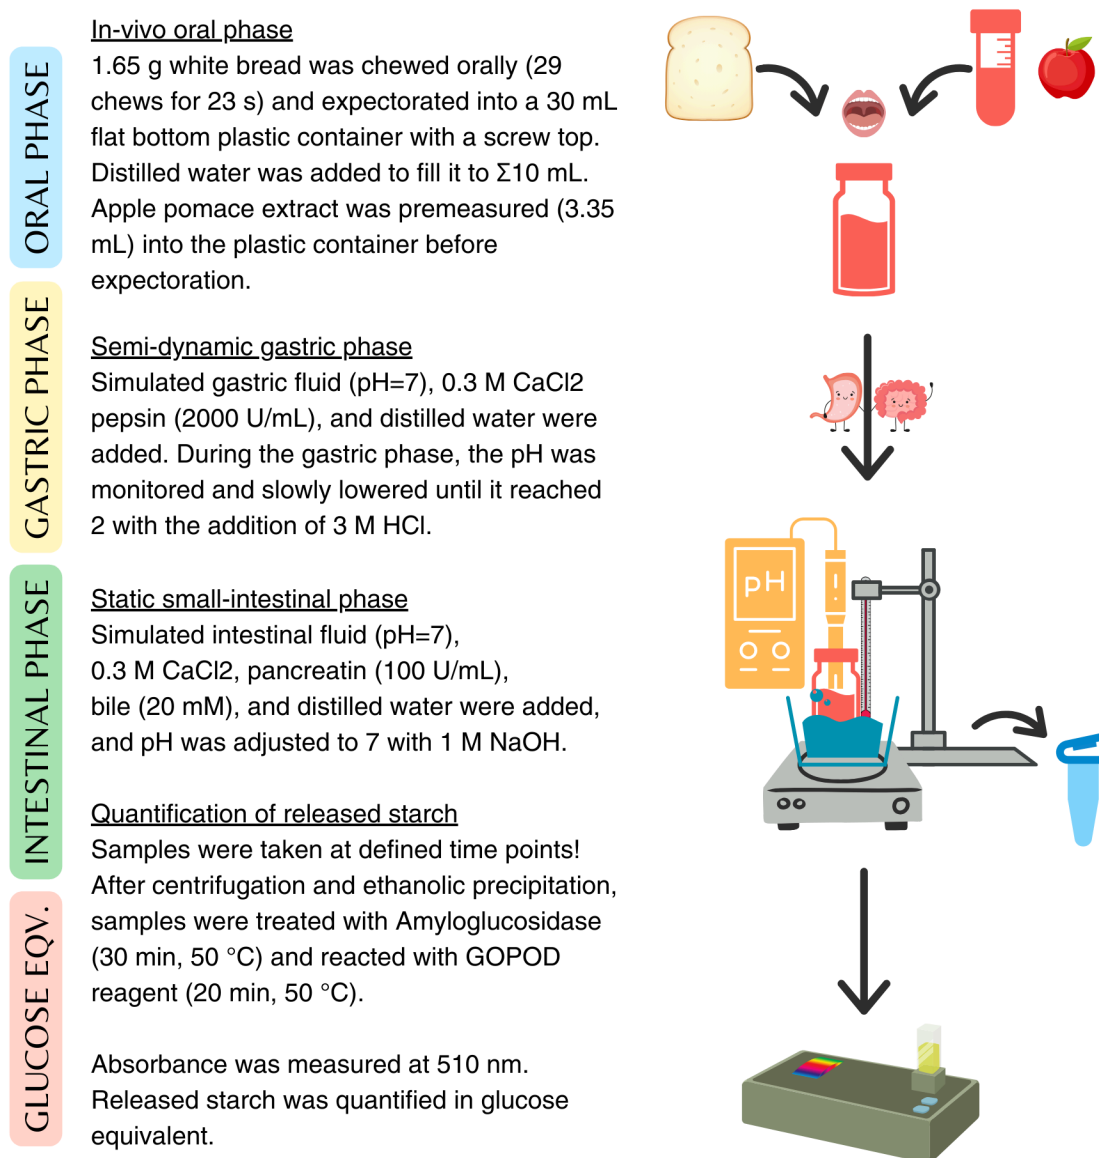 ORAL PHASE
In-vivo oral phase
1.65 g white bread was chewed orally (29
chews for 23 s) and expectorated into a 30 mL
flat bottom plastic container with a screw top.
Distilled water was added to fill it to Σ10 mL.
Apple pomace extract was premeasured (3.35
mL) into the plastic container before
expectoration.
GASTRIC PHASE
Semi-dynamic gastric phase
Simulated gastric fluid (pH=7), 0.3 M CaCl2
pepsin (2000 U/mL), and distilled water were
added. During the gastric phase, the pH was
monitored and slowly lowered until it reached
2 with the addition of 3 M HCl.
INTESTINAL PHASE
Static small-intestinal phase
Simulated intestinal fluid (pH=7),
0.3 M CaCl2, pancreatin (100 U/mL),
bile (20 mM), and distilled water were added,
and pH was adjusted to 7 with 1 M NaOH.
pH
GLUCOSE EQV.
Quantification of released starch
Samples were taken at defined time points!
After centrifugation and ethanolic precipitation,
samples were treated with Amyloglucosidase
(30 min, 50 °C) and reacted with GOPOD
reagent (20 min, 50 °C).
Absorbance was measured at 510 nm.
Released starch was quantified in glucose
equivalent.